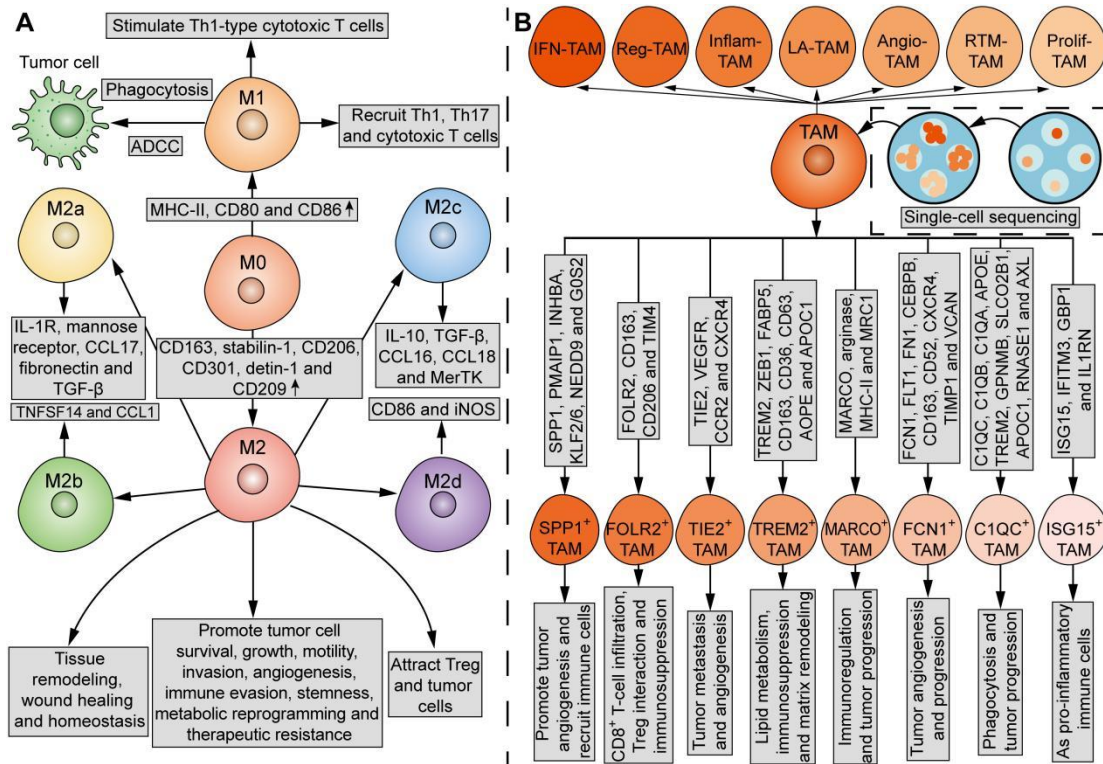 A
Stimulate Th1-type cytotoxic T cells
Tumor cell
Phagocytosis
ADCC
M1
Recruit Th1, Th17
and cytotoxic T cells
MHC-II, CD80 and CD86
M2a
M2c
M0
IL-1R, mannose
receptor, CCL17,
fibronectin and
TGF-β
CD163, stabilin-1, CD206,
CD301, detin-1 and
CD209
IL-10, TGF-β,
CCL16, CCL18
and MerTK
TNFSF14 and CCL1
CD86 and iNOS
M2
M2b
M2d
Tissue
remodeling,
wound healing
and homeostasis
Promote tumor cell
survival, growth, motility,
invasion, angiogenesis,
immune evasion, stemness,
metabolic reprogramming and
therapeutic resistance
Attract Treg
and tumor
cells
B
IFN-TAM
Reg-TAM
Inflam-
TAM
LA-TAM
Angio-
TAM
RTM-
TAM
Prolif-
TAM
TAM
Single-cell sequencing
SPP1, PMAIP1, INHBA,
KLF2/6, NEDD9 and G0S2
FOLR2, CD163,
CD206 and TIM4
TIE2, VEGFR,
CCR2 and CXCR4
TREM2, ZEB1, FABP5,
CD163, CD36, CD63,
AOPE and APOC1
MARCO, arginase,
MHC-II and MRC1
FCN1, FLT1, FN1, CEBPB,
CD163, CD52, CXCR4,
TIMP1 and VCAN
C1QC, C1QB, C1QA, APOE,
TREM2, GPNMB, SLCO2B1,
APOC1, RNASE1 and AXL
ISG15, IFITM3, GBP1
and IL1RN
SPP1⁺
TAM
FOLR2⁺
TAM
TIE2⁺
TAM
TREM2⁺
TAM
MARCO⁺
TAM
FCN1⁺
TAM
C1QC⁺
TAM
ISG15⁺
TAM
Promote tumor
angiogenesis and
recruit immune cells
CD8⁺ T-cell infiltration,
Treg interaction and
immunosuppression
Tumor metastasis
and angiogenesis
Lipid metabolism,
immunosuppression
and matrix remodeling
Immunoregulation
and tumor progression
Tumor angiogenesis
and progression
Phagocytosis and
tumor progression
As pro-inflammatory
immune cells